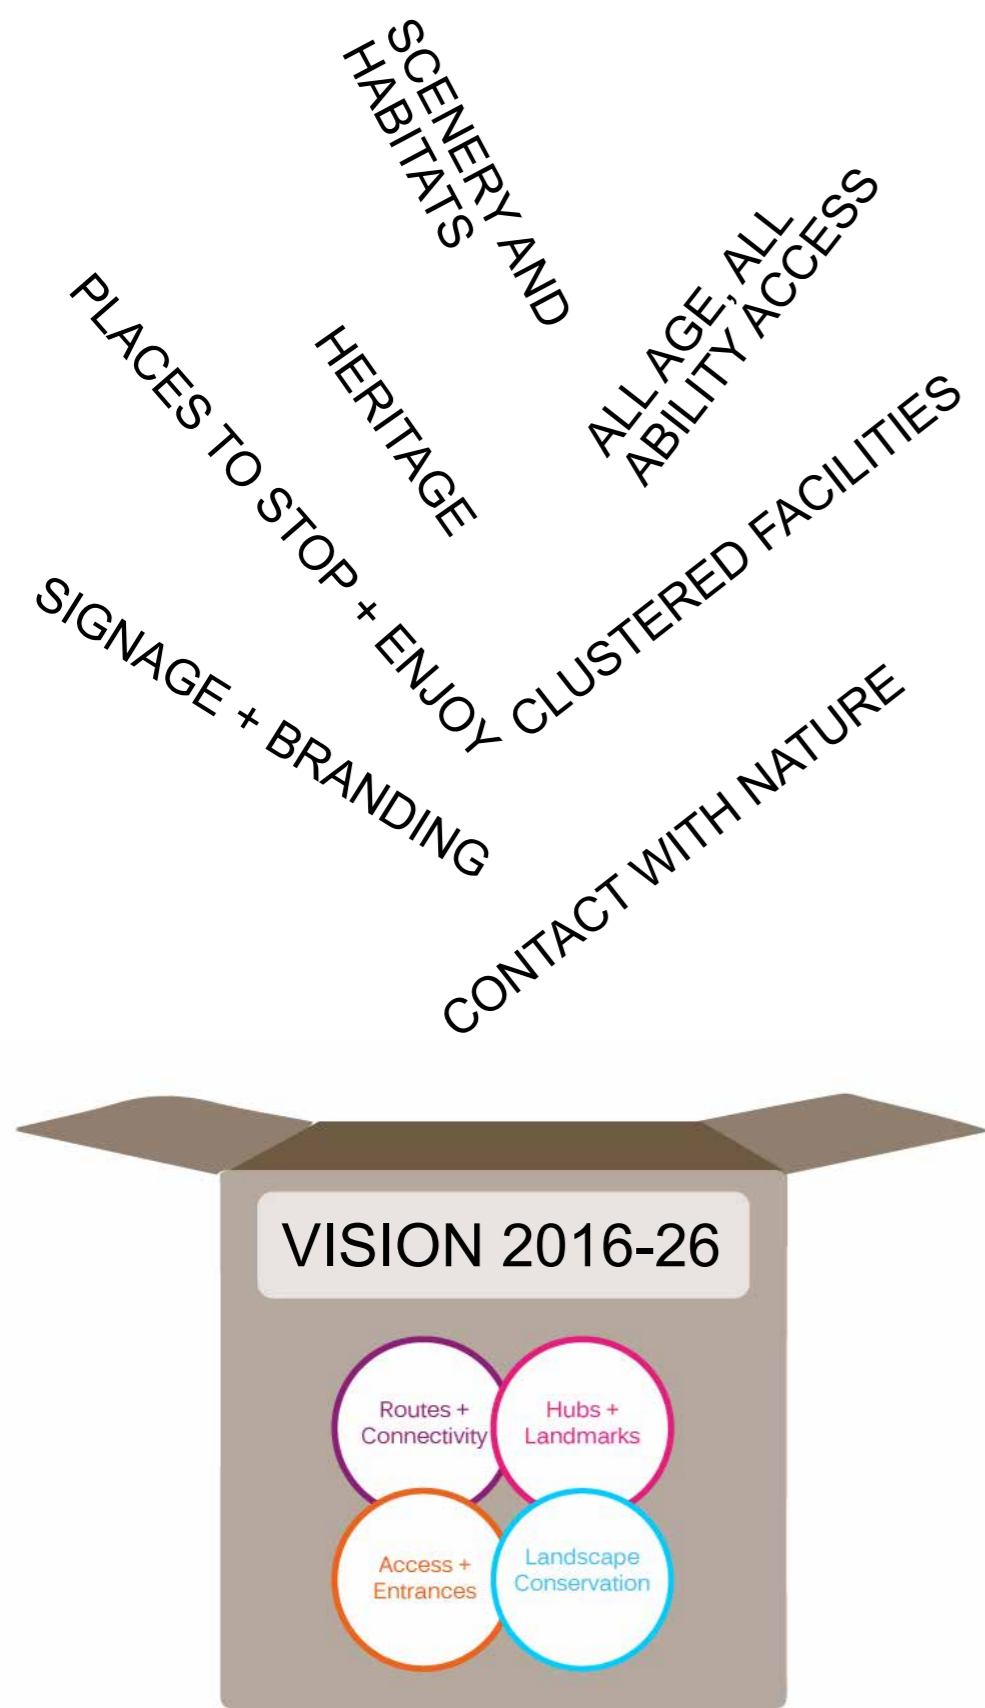 SCENERY AND
HABITATS
ALL AGE, ALL
ABILITY ACCESS
PLACES TO STOP + ENJOY
HERITAGE
CLUSTERED FACILITIES
SIGNAGE + BRANDING
CONTACT WITH NATURE
VISION 2016-26
Routes +
Connectivity
Hubs +
Landmarks
Access +
Entrances
Landscape
Conservation